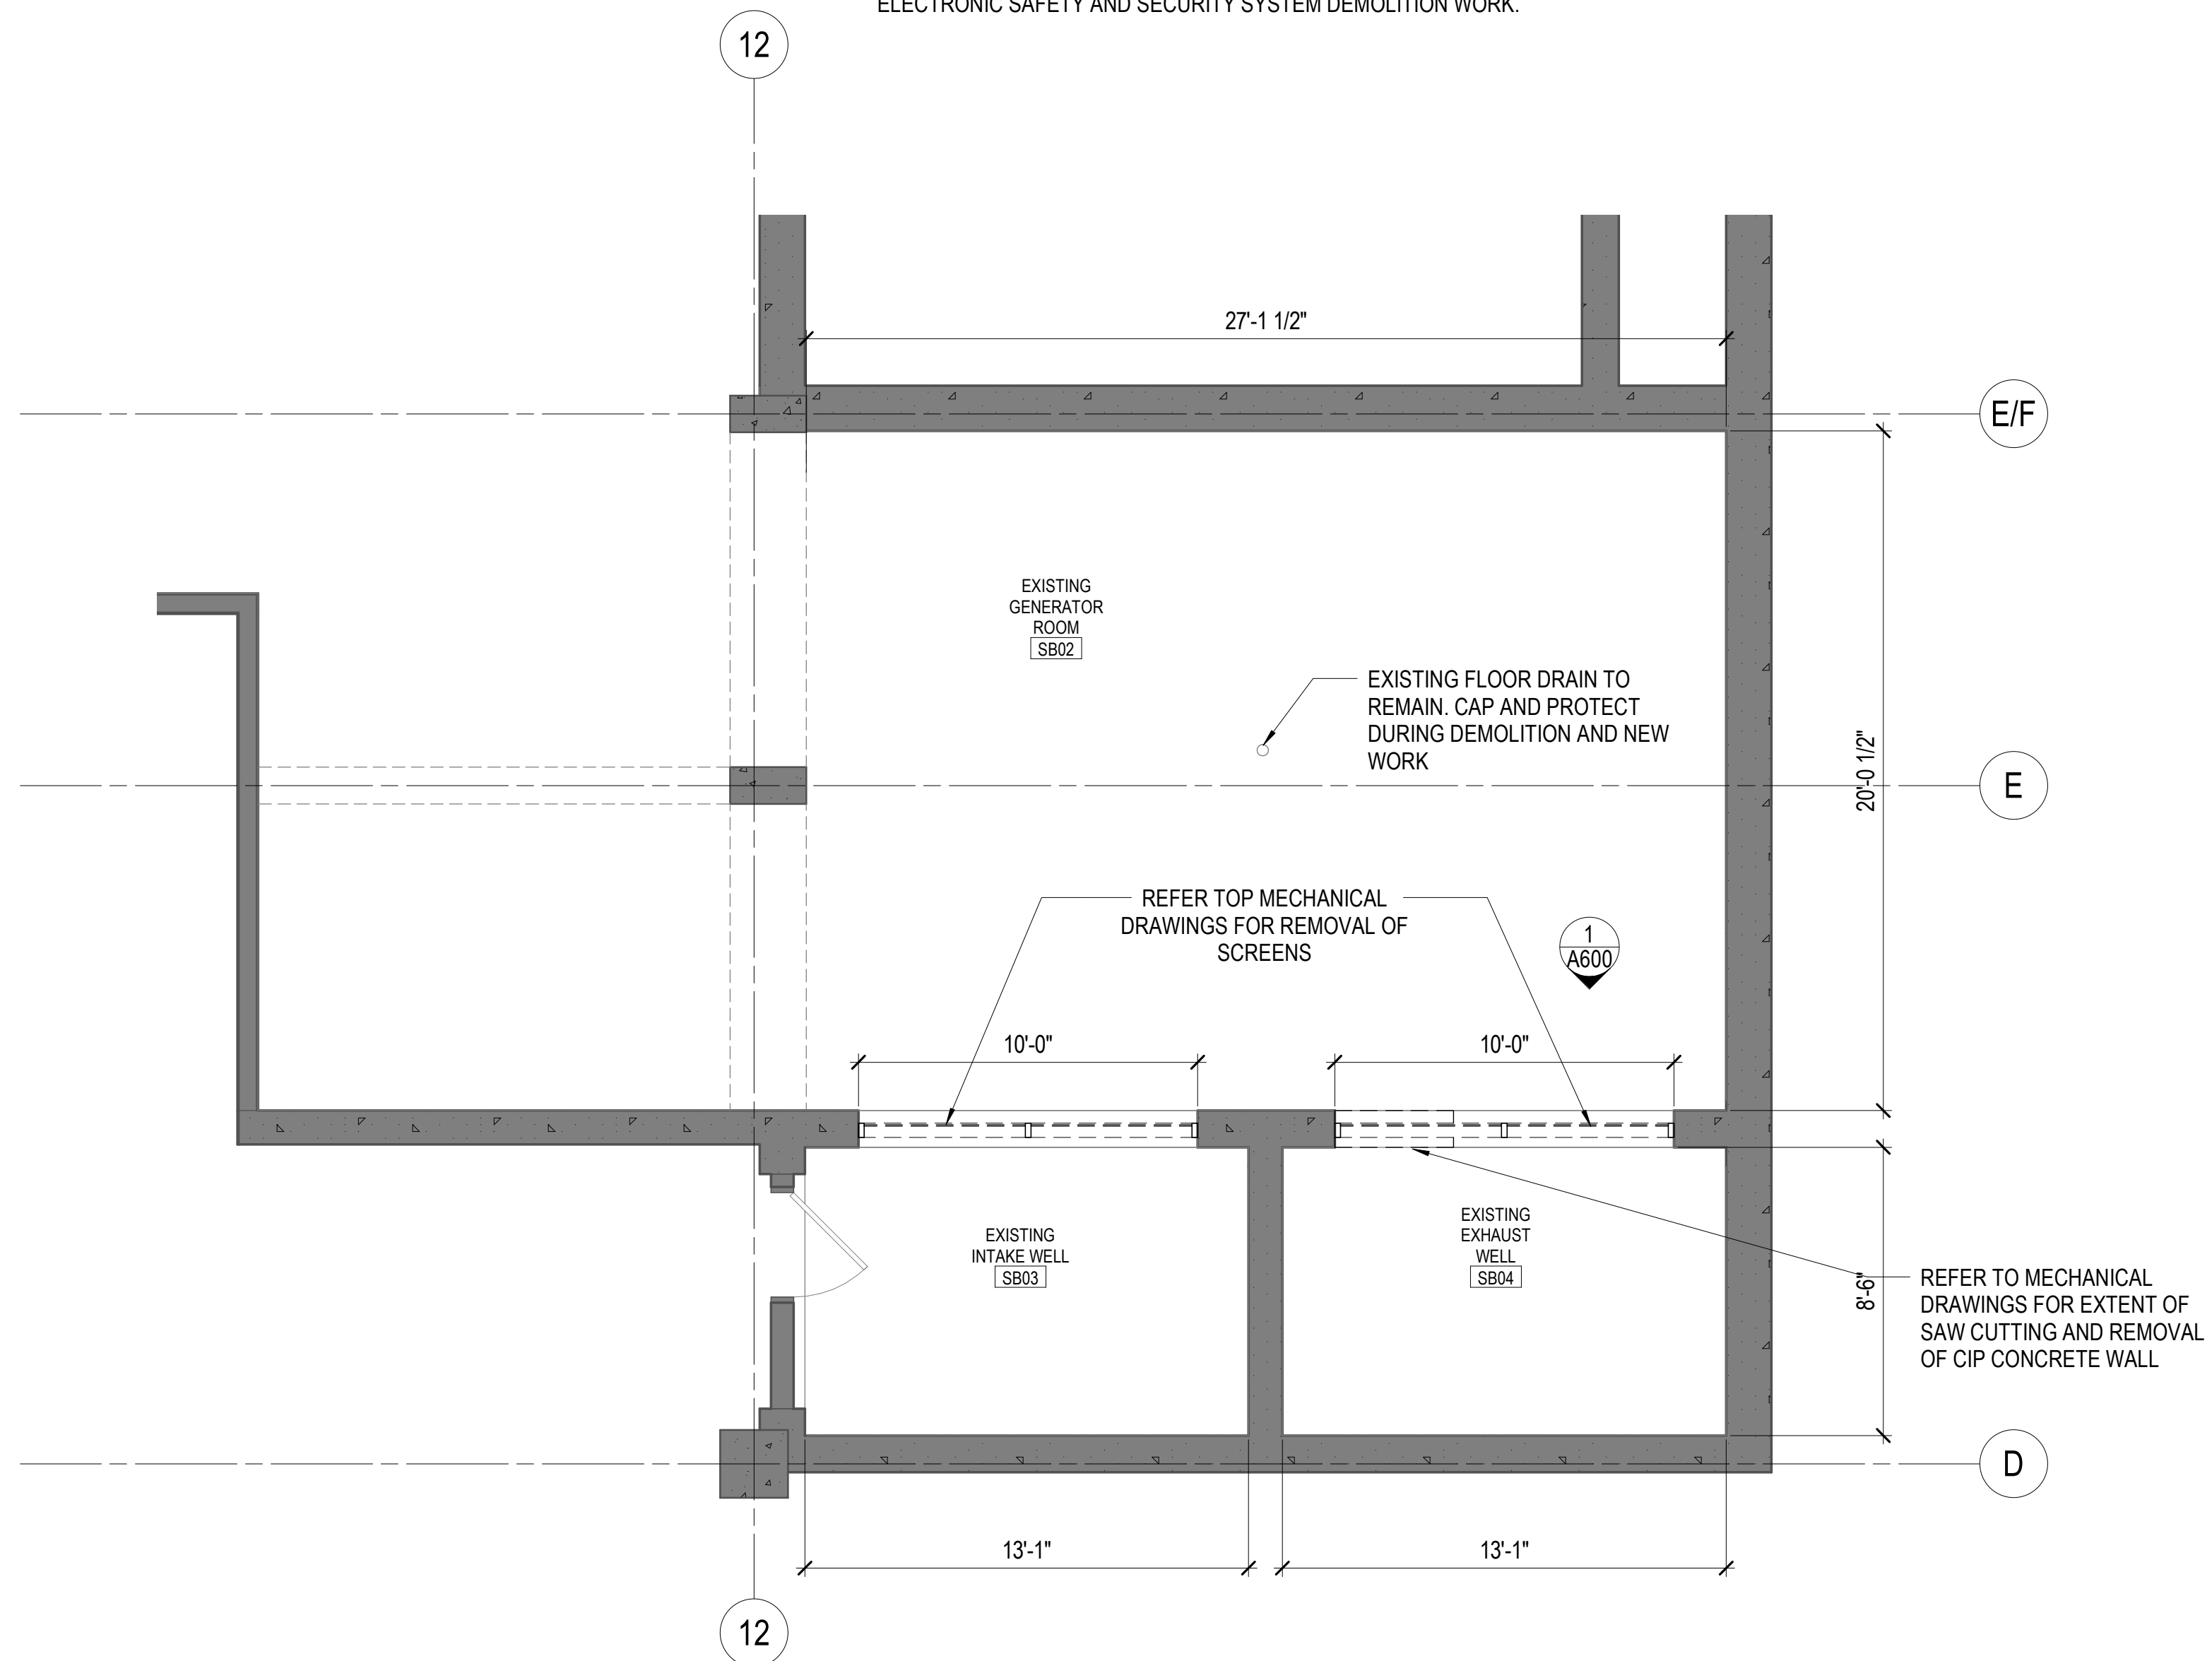 ELECTRONIC SAFETY AND SECURITY SYSTEM DEMOLITION WORK.
12
27'-1 1/2"
E/F
EXISTING
GENERATOR
ROOM
SB02
EXISTING FLOOR DRAIN TO
REMAIN. CAP AND PROTECT
DURING DEMOLITION AND NEW
WORK
20'-0 1/2"
E
REFER TOP MECHANICAL
DRAWINGS FOR REMOVAL OF
SCREENS
1
A600
10'-0"
10'-0"
EXISTING
INTAKE WELL
SB03
EXISTING
EXHAUST
WELL
SB04
8'-6"
REFER TO MECHANICAL
DRAWINGS FOR EXTENT OF
SAW CUTTING AND REMOVAL
OF CIP CONCRETE WALL
D
13'-1"
13'-1"
12